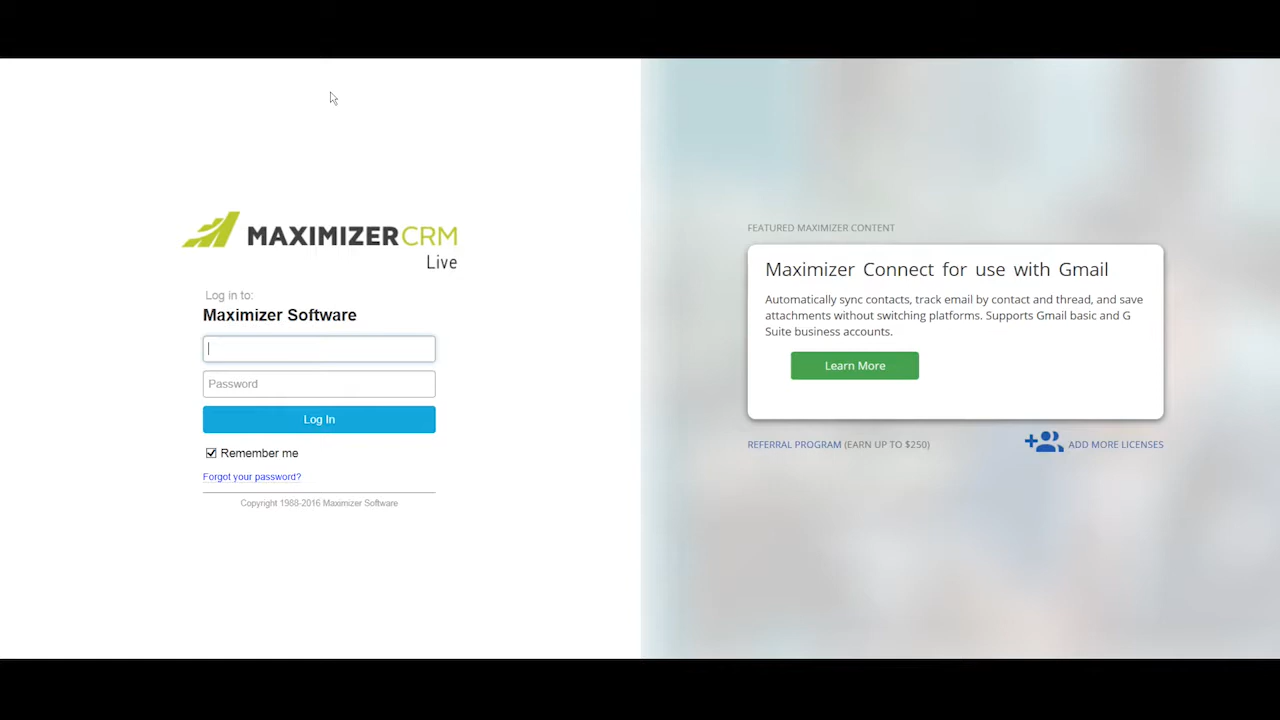 MAXIMIZERCRM
Live
Log in to:
Maximizer Software
Password
Log In
Remember me
Forgot your password?
Copyright 1988-2016 Maximizer Software
FEATURED MAXIMIZER CONTENT
Maximizer Connect for use with Gmail
Automatically sync contacts, track email by contact and thread, and save
attachments without switching platforms. Supports Gmail basic and G
Suite business accounts.
Learn More
REFERRAL PROGRAM (EARN UP TO $250)
ADD MORE LICENSES